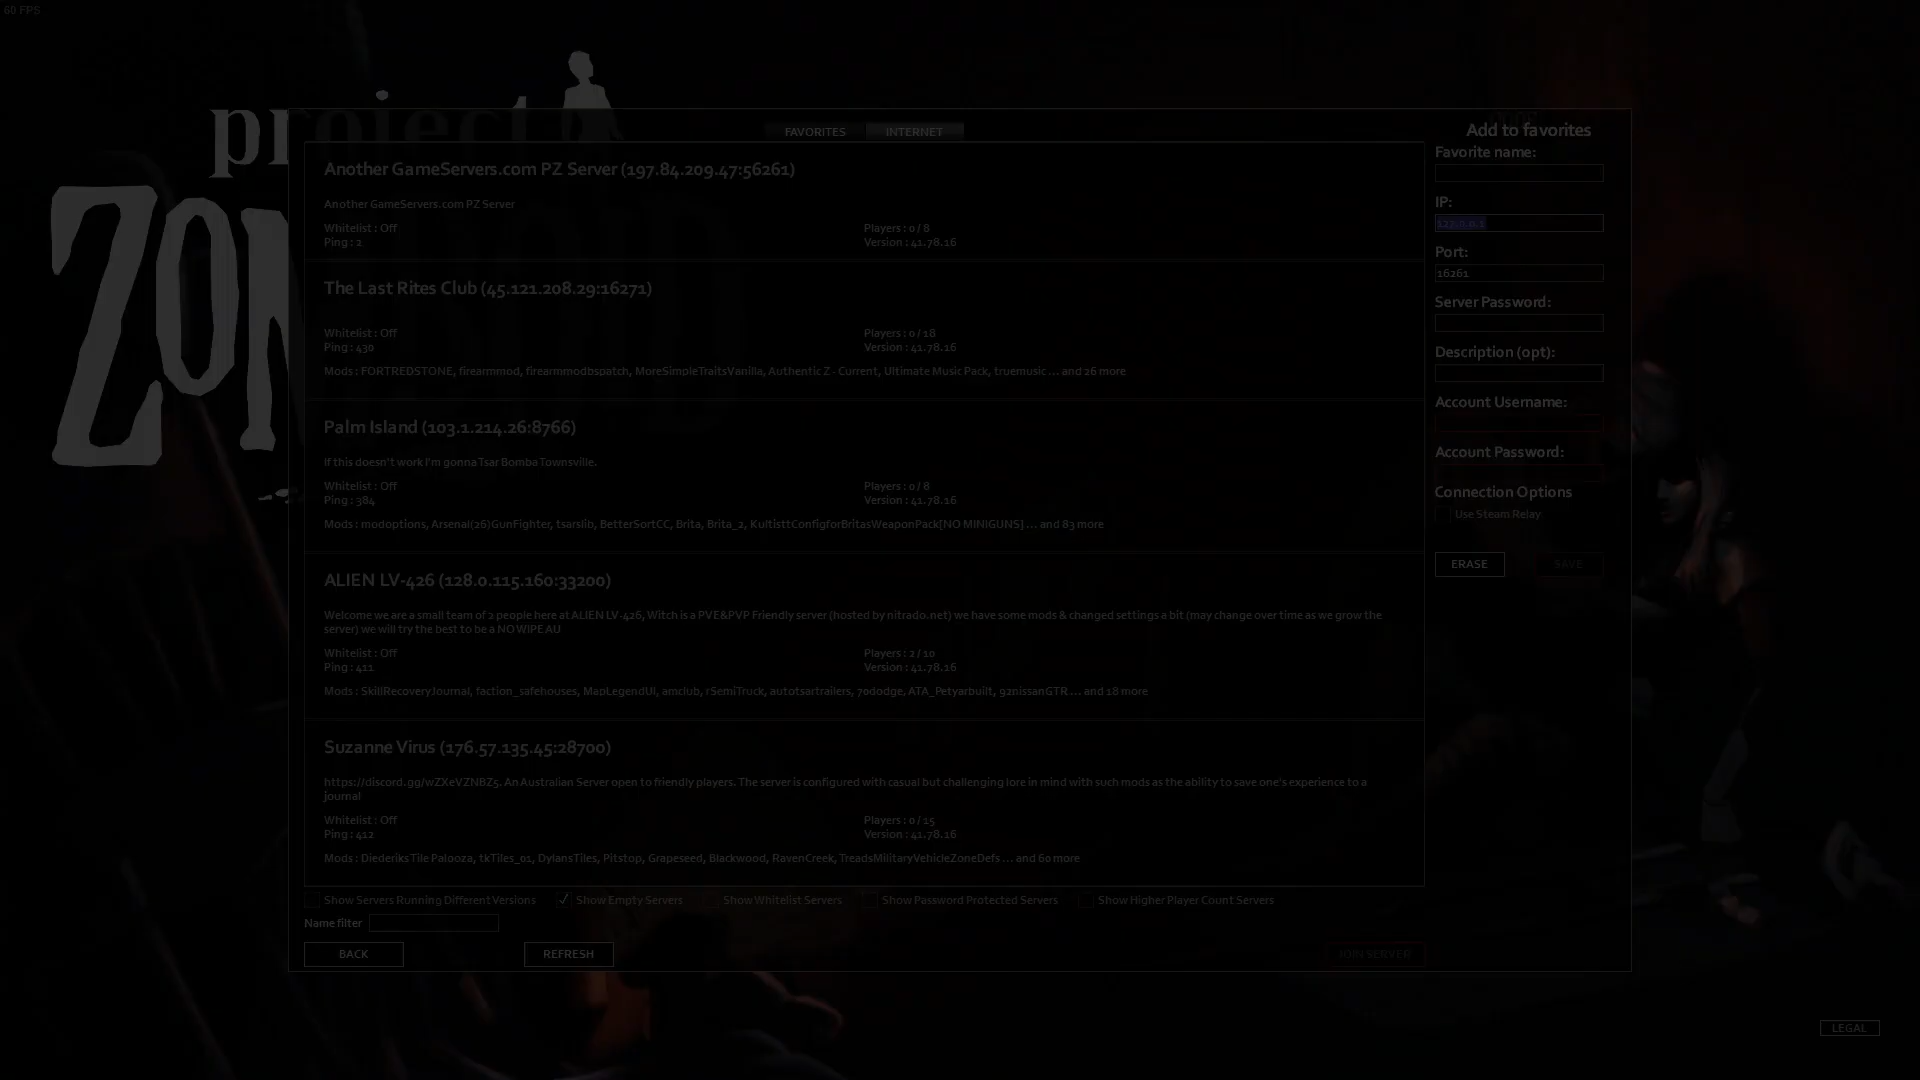 60 FPS
project
ZOM
FAVORITES INTERNET
Another GameServers.com PZ Server (197.84.209.47:56261)
Another GameServers.com PZ Server
Whitelist : Off Players : 0 / 8
Ping : 2 Version : 41.78.16
The Last Rites Club (45.121.208.29:16271)
Whitelist : Off Players : 0 / 18
Ping : 430 Version : 41.78.16
Mods : FORTREDSTONE, firearmmod, firearmmodbspatch, MoreSimpleTraitsVanilla, Authentic Z - Current, Ultimate Music Pack, truemusic ... and 26 more
Palm Island (103.1.214.26:8766)
If this doesn't work I'm gonna Tsar Bomba Townsville.
Whitelist : Off Players : 0 / 8
Ping : 384 Version : 41.78.16
Mods : modoptions, Arsenal(26)GunFighter, tsarslib, BetterSortCC, Brita, Brita_2, KultisttConfigforBritasWeaponPack[NO MINIGUNS] ... and 83 more
ALIEN LV-426 (128.0.115.160:33200)
Welcome we are a small team of 2 people here at ALIEN LV-426, Witch is a PVE&PVP Friendly server (hosted by nitrado.net) we have some mods & changed settings a bit (may change over time as we grow the
server) we will try the best to be a NO WIPE AU
Whitelist : Off Players : 2 / 10
Ping : 411 Version : 41.78.16
Mods : SkillRecoveryJournal, faction_safehouses, MapLegendUI, amclub, rSemiTruck, autotsartrailers, 70dodge, ATA_Petyarbuilt, 92nissanGTR ... and 18 more
Suzanne Virus (176.57.135.45:28700)
https://discord.gg/wZXeVZNBZ5. An Australian Server open to friendly players. The server is configured with casual but challenging lore in mind with such mods as the ability to save one's experience to a
journal
Whitelist : Off Players : 0 / 15
Ping : 412 Version : 41.78.16
Mods : DiederiksTile Palooza, tkTiles_01, DylansTiles, Pitstop, Grapeseed, Blackwood, RavenCreek, TreadsMilitaryVehicleZoneDefs ... and 60 more
Show Servers Running Different Versions Show Empty Servers Show Whitelist Servers Show Password Protected Servers Show Higher Player Count Servers
Name filter
BACK REFRESH JOIN SERVER
Add to favorites
Favorite name:
IP:
127.0.0.1
Port:
16261
Server Password:
Description (opt):
Account Username:
Account Password:
Connection Options
Use Steam Relay
ERASE SAVE
LEGAL